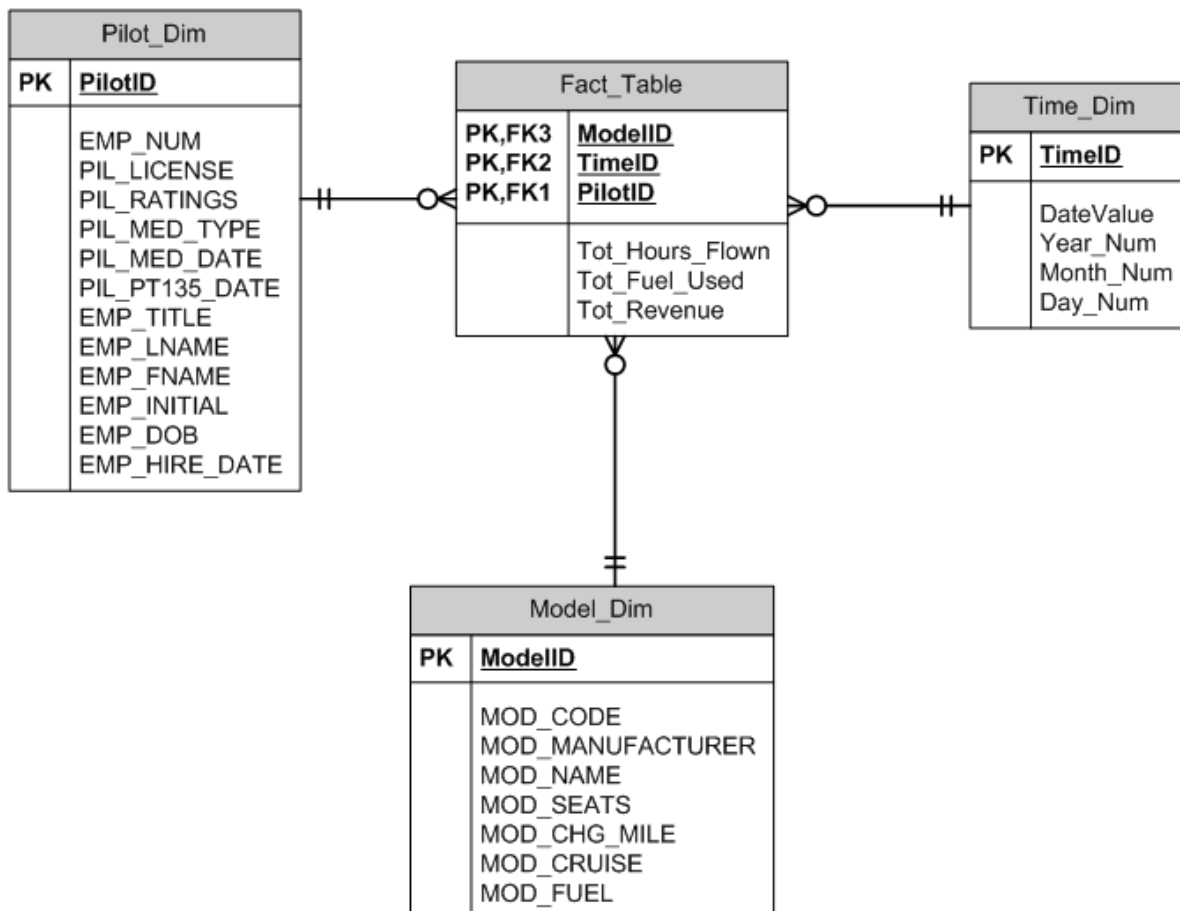 Pilot_Dim
PK PilotID
EMP_NUM
PIL_LICENSE
PIL_RATINGS
PIL_MED_TYPE
PIL_MED_DATE
PIL_PT135_DATE
EMP_TITLE
EMP_LNAME
EMP_FNAME
EMP_INITIAL
EMP_DOB
EMP_HIRE_DATE
Fact_Table
PK,FK3 ModelID
PK,FK2 TimeID
PK,FK1 PilotID
Tot_Hours_Flown
Tot_Fuel_Used
Tot_Revenue
Time_Dim
PK TimeID
DateValue
Year_Num
Month_Num
Day_Num
Model_Dim
PK ModelID
MOD_CODE
MOD_MANUFACTURER
MOD_NAME
MOD_SEATS
MOD_CHG_MILE
MOD_CRUISE
MOD_FUEL